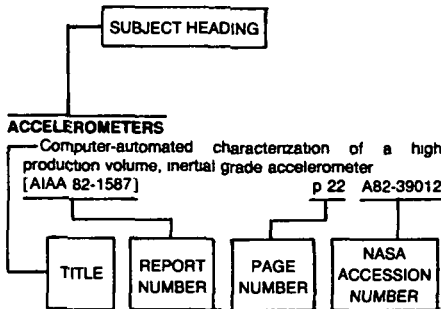 SUBJECT HEADING
ACCELEROMETERS
Computer-automated characterization of a high
production volume, inertial grade accelerometer
[AIAA 82-1587] p 22 A82-39012
TITLE
REPORT
NUMBER
PAGE
NUMBER
NASA
ACCESSION
NUMBER